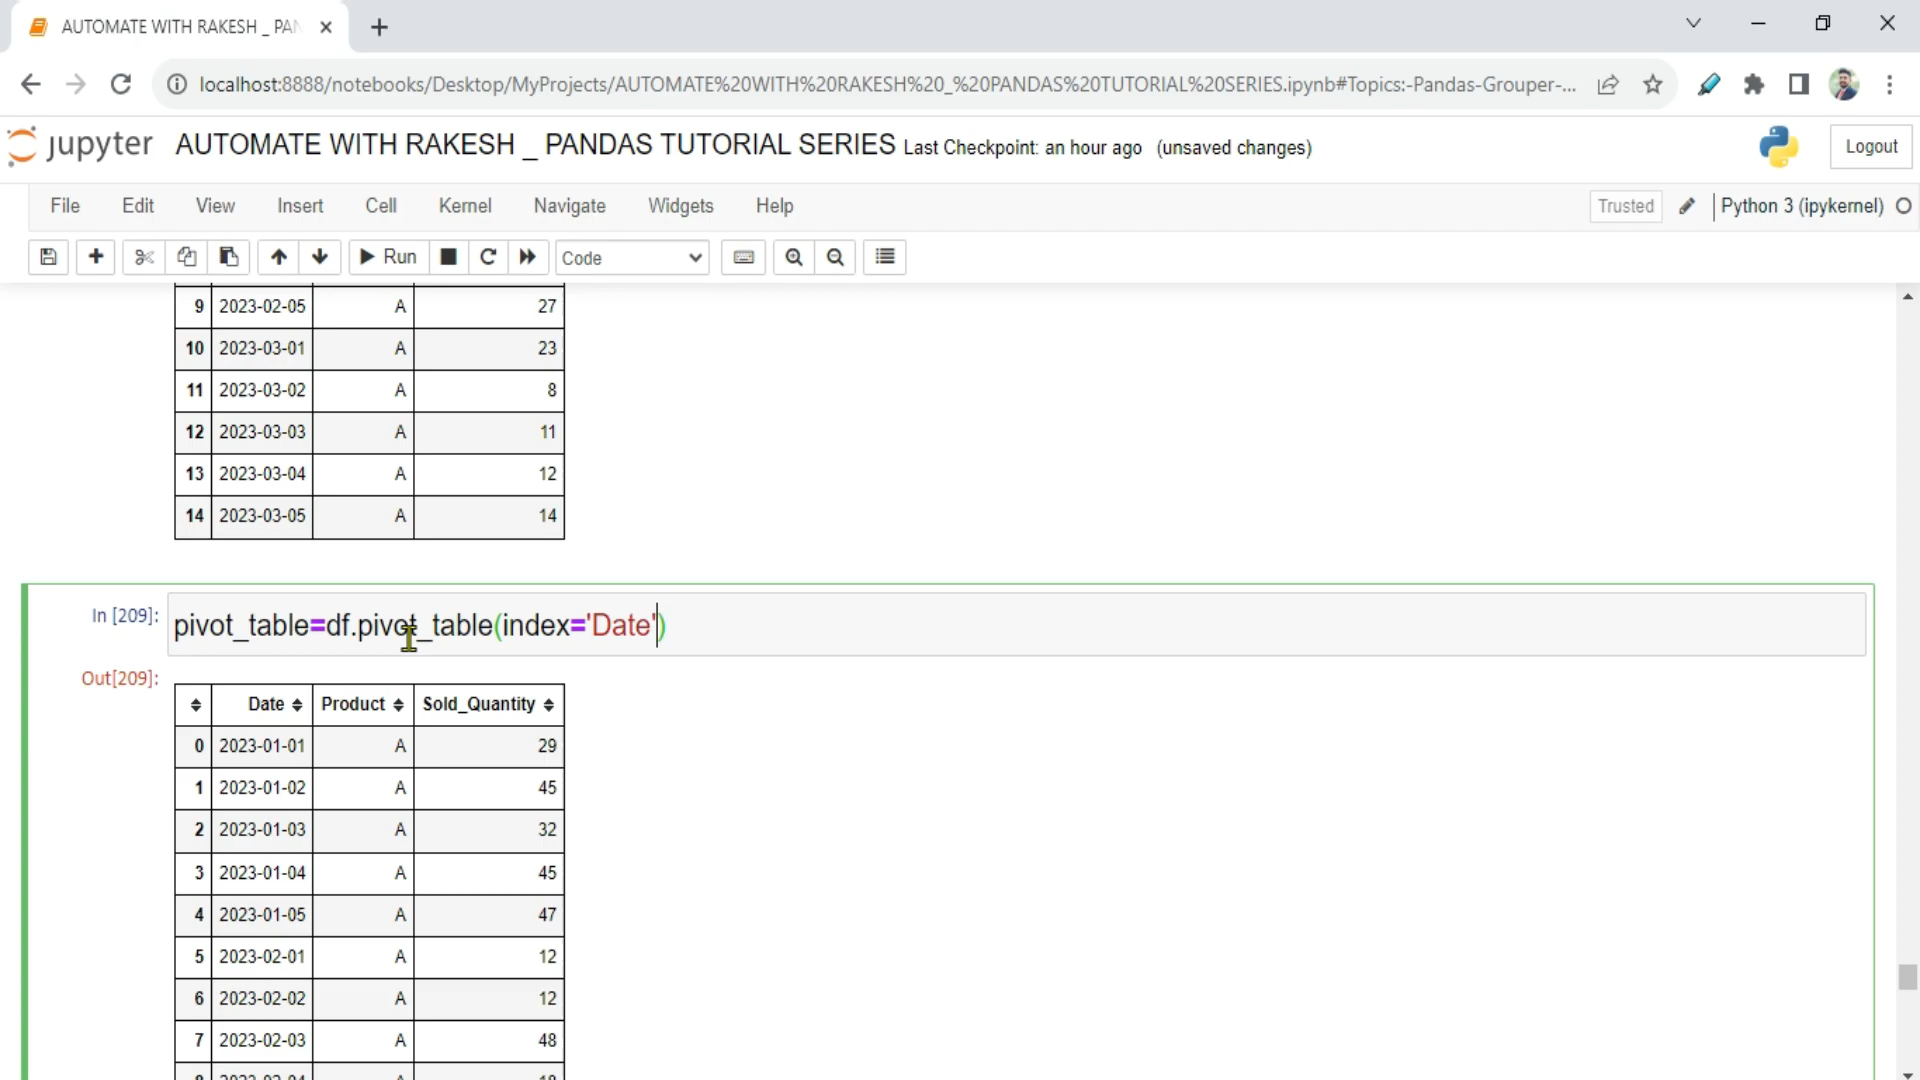 AUTOMATE WITH RAKESH _ PAN
localhost:8888/notebooks/Desktop/MyProjects/AUTOMATE%20WITH%20RAKESH%20_%20PANDAS%20TUTORIAL%20SERIES.ipynb#Topics:-Pandas-Grouper-...
jupyter AUTOMATE WITH RAKESH _ PANDAS TUTORIAL SERIES Last Checkpoint: an hour ago (unsaved changes) Logout
File Edit View Insert Cell Kernel Navigate Widgets Help Trusted Python 3 (ipykernel)
Run Code
9 2023-02-05 A 27
10 2023-03-01 A 23
11 2023-03-02 A 8
12 2023-03-03 A 11
13 2023-03-04 A 12
14 2023-03-05 A 14
In [209]: pivot_table=df.pivot_table(index='Date')
Out[209]:
Date Product Sold_Quantity
0 2023-01-01 A 29
1 2023-01-02 A 45
2 2023-01-03 A 32
3 2023-01-04 A 45
4 2023-01-05 A 47
5 2023-02-01 A 12
6 2023-02-02 A 12
7 2023-02-03 A 48